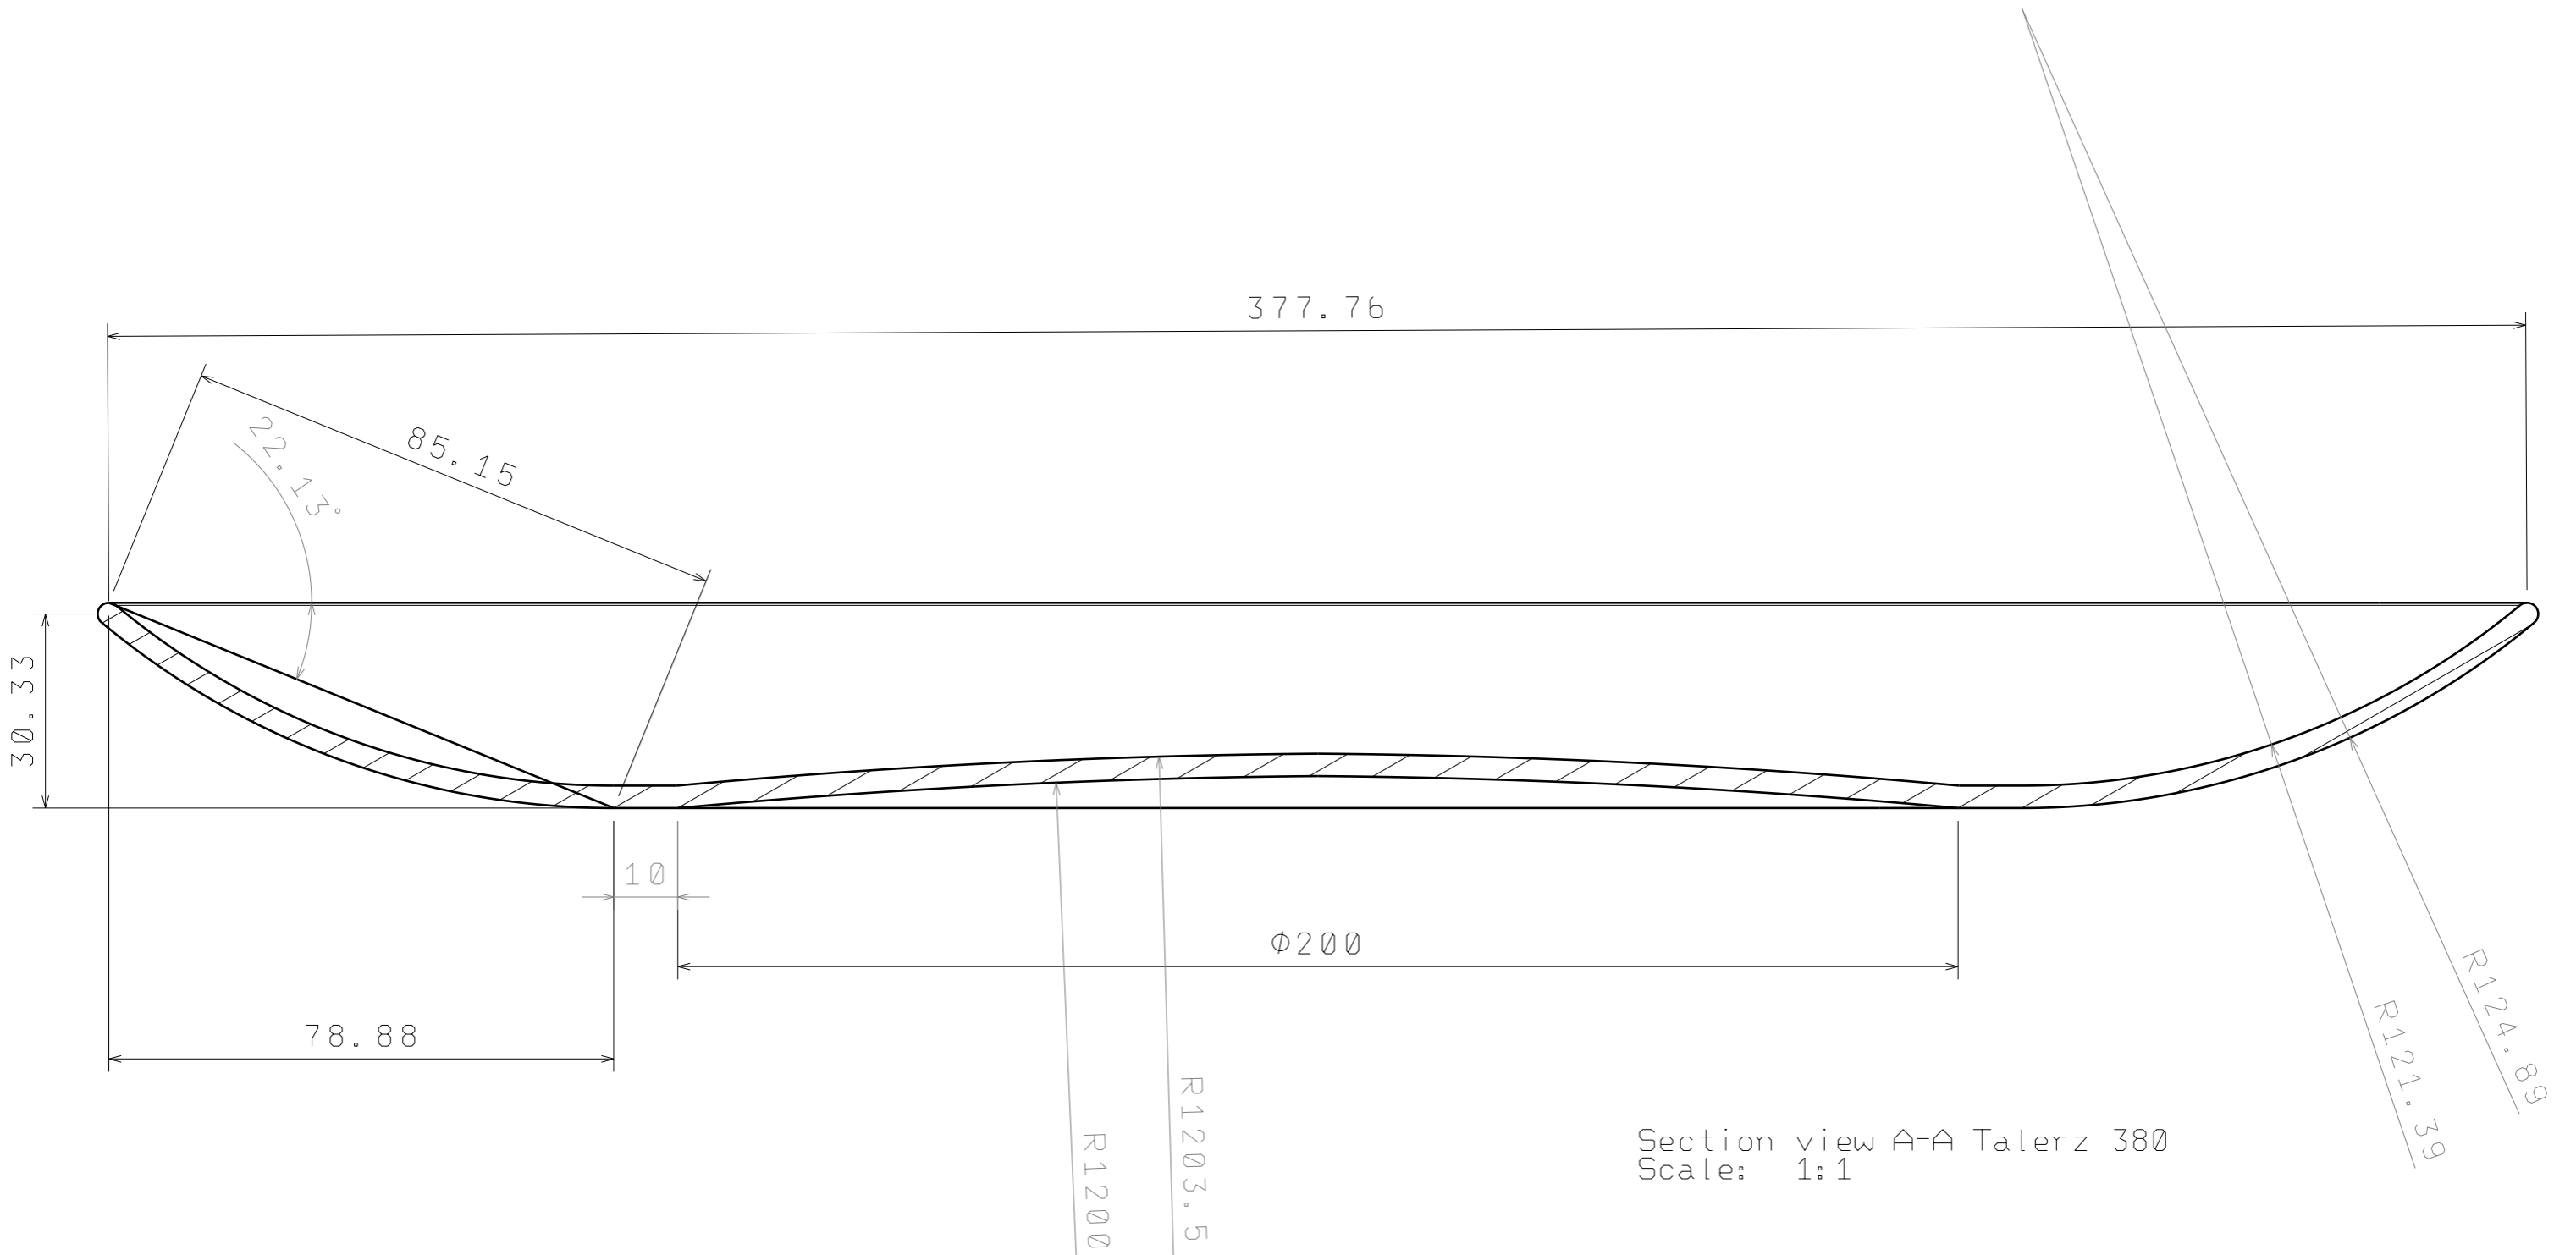 377.76
85.15
22.13°
30.33
10
Φ200
78.88
R124.89
R121.39
R1203.5
R1200
Section view A-A Talerz 380
Scale: 1:1